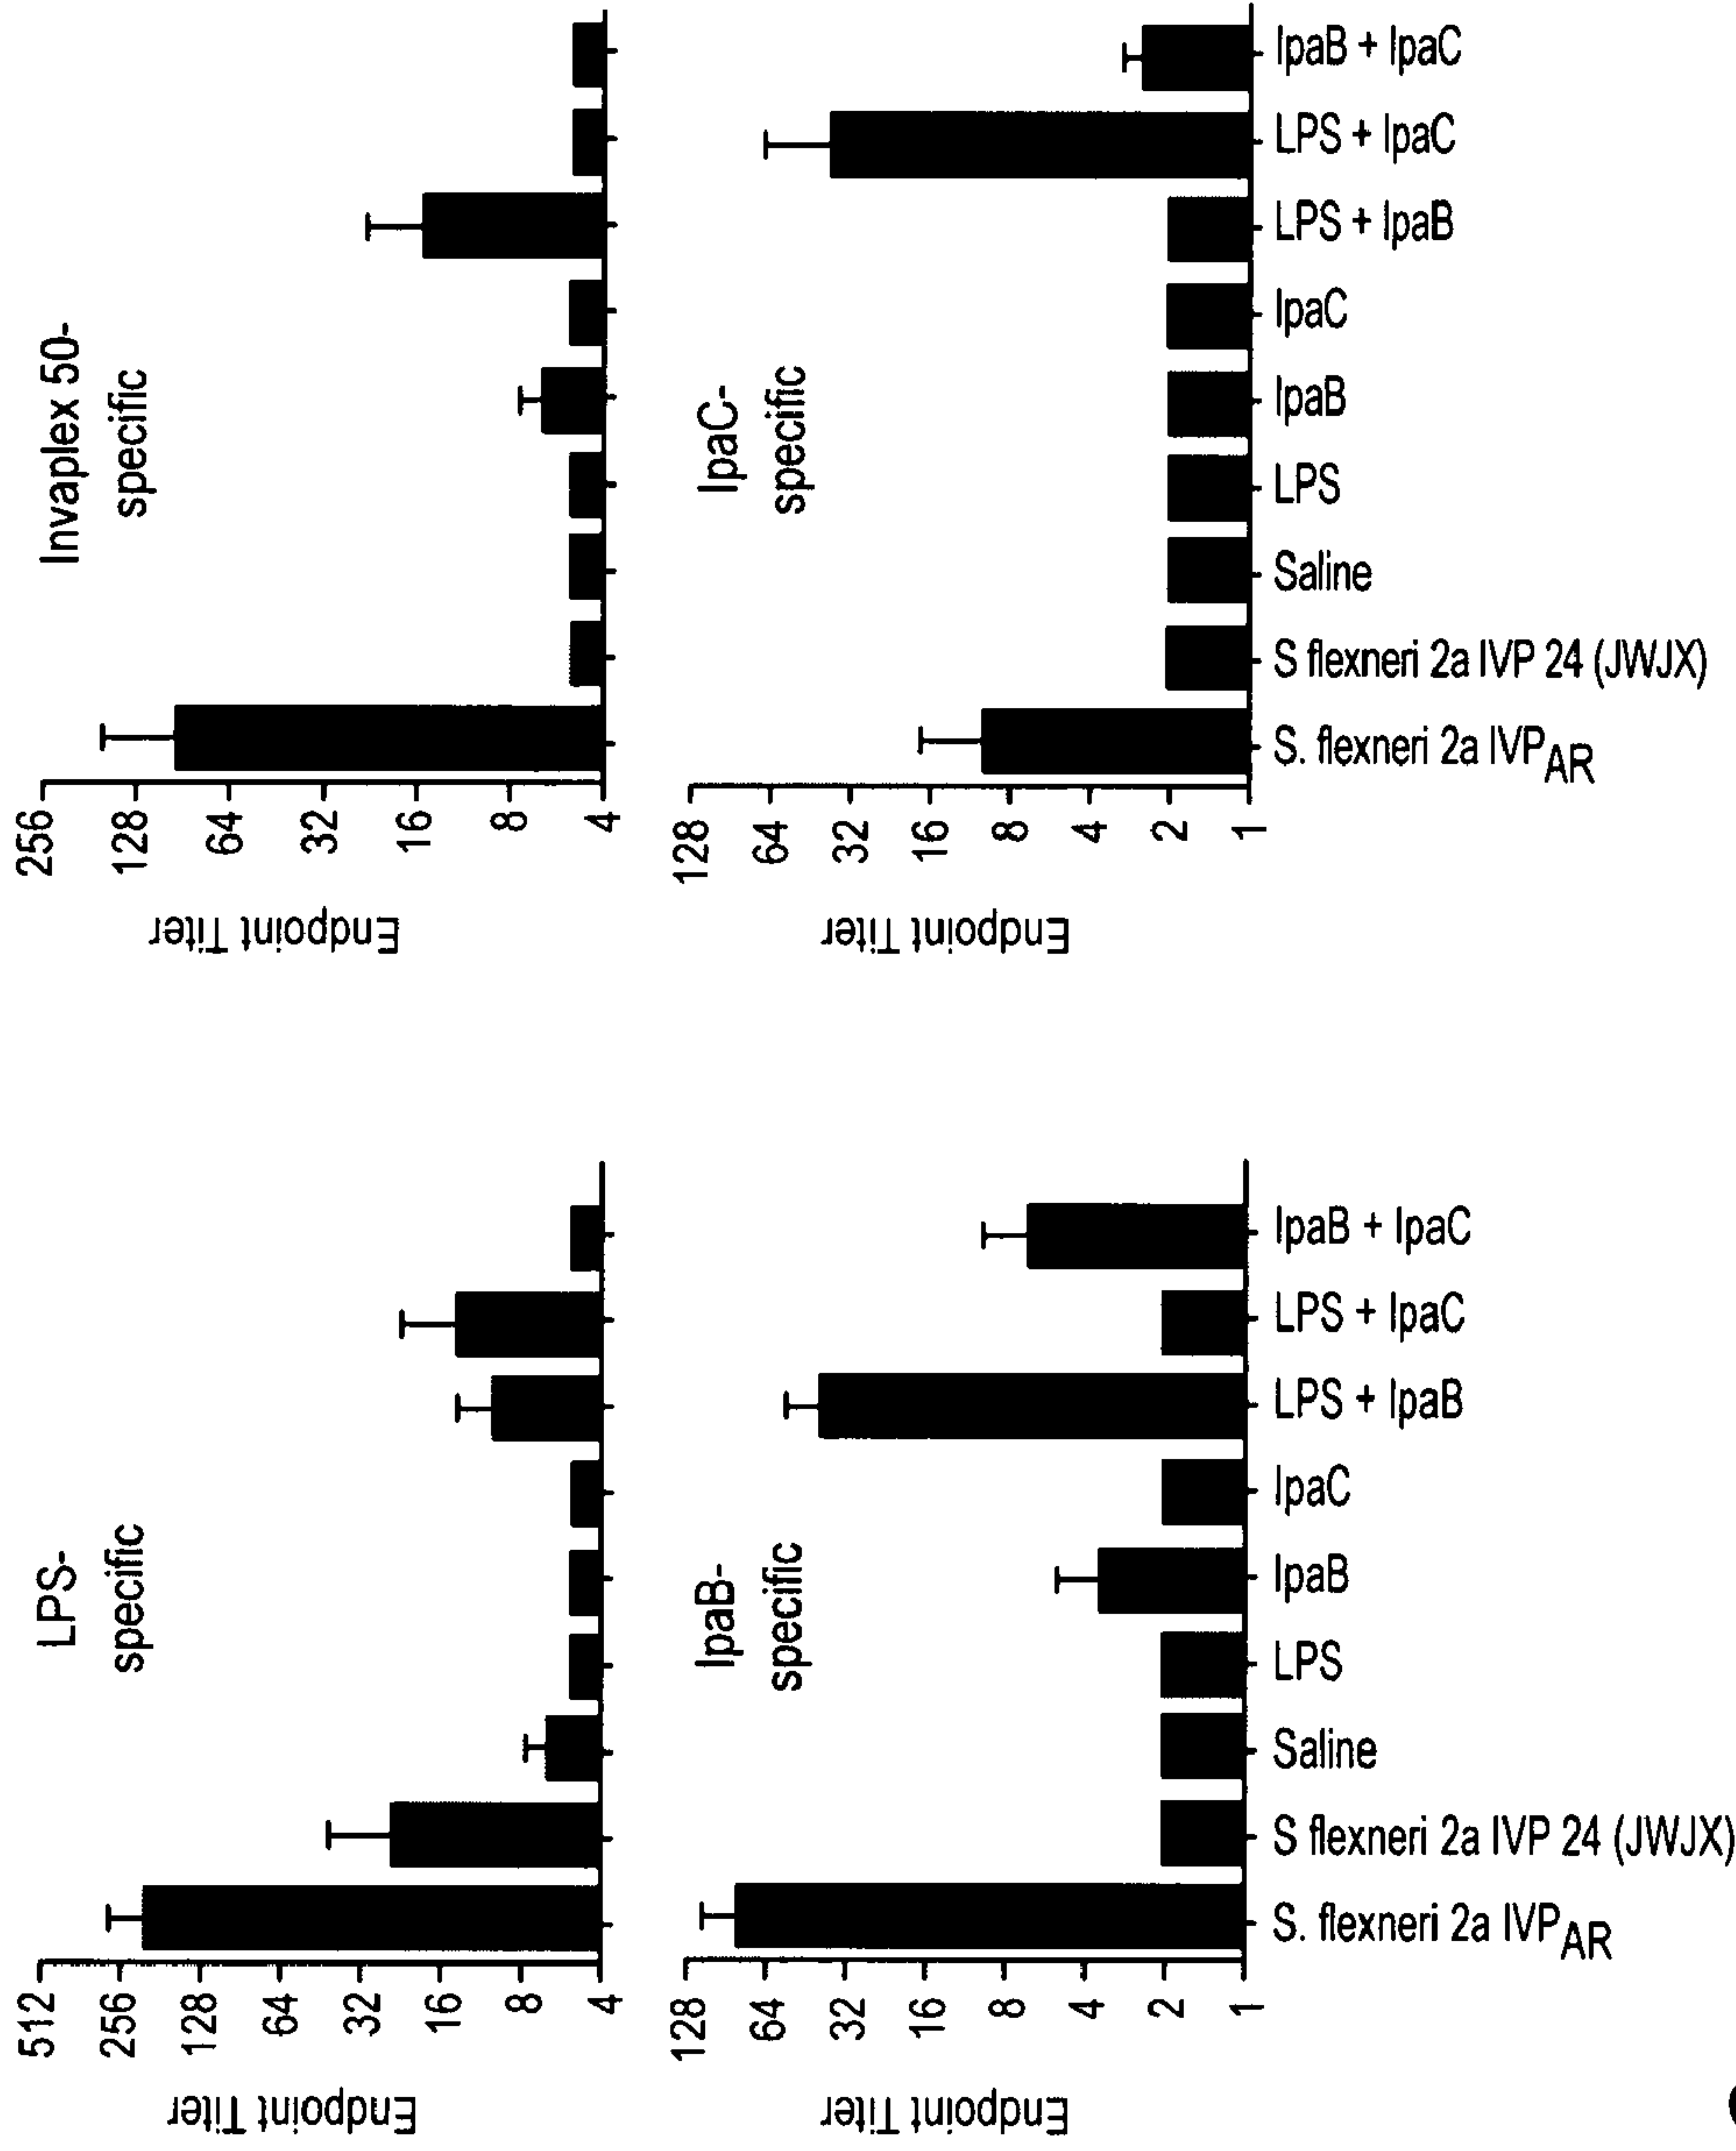 LPS-
specific
512
256
128
64
32
16
8
4
Endpoint Titer
Invaplex 50-
specific
256
128
64
32
16
8
4
Endpoint Titer
IpaB-
specific
128
64
32
16
8
4
2
1
Endpoint Titer
S. flexneri 2a IVPAR
S flexneri 2a IVP 24 (JWJX)
Saline
LPS
IpaB
IpaC
LPS + IpaB
LPS + IpaC
IpaB + IpaC
IpaC-
specific
128
64
32
16
8
4
2
1
Endpoint Titer
S. flexneri 2a IVPAR
S flexneri 2a IVP 24 (JWJX)
Saline
LPS
IpaB
IpaC
LPS + IpaB
LPS + IpaC
IpaB + IpaC